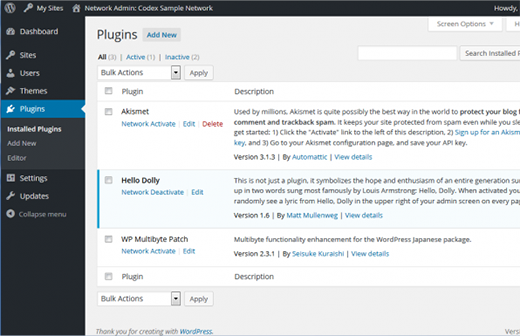 My Sites Network Admin: Codex Sample Network Howdy,
Screen Options
Plugins Add New
All (3) | Active (1) | Inactive (2)
Search Installed P
Bulk Actions Apply
Dashboard
Sites
Users
Themes
Plugins
Installed Plugins
Add New
Editor
Settings
Updates
Collapse menu
Plugin Description
Akismet
Network Activate | Edit | Delete
Used by millions, Akismet is quite possibly the best way in the world to protect your blog
comment and trackback spam. It keeps your site protected from spam even while you sle
get started: 1) Click the "Activate" link to the left of this description, 2) Sign up for an Akism
key, and 3) Go to your Akismet configuration page, and save your API key.
Version 3.1.3 | By Automattic | View details
Hello Dolly
Network Deactivate | Edit
This is not just a plugin, it symbolizes the hope and enthusiasm of an entire generation su
up in two words sung most famously by Louis Armstrong: Hello, Dolly. When activated you
randomly see a lyric from Hello, Dolly in the upper right of your admin screen on every pag
Version 1.6 | By Matt Mullenweg | View details
WP Multibyte Patch
Network Activate | Edit
Multibyte functionality enhancement for the WordPress Japanese package.
Version 2.3.1 | By Seisuke Kuraishi | View details
Plugin Description
Bulk Actions Apply
Thank you for creating with WordPress. Versi